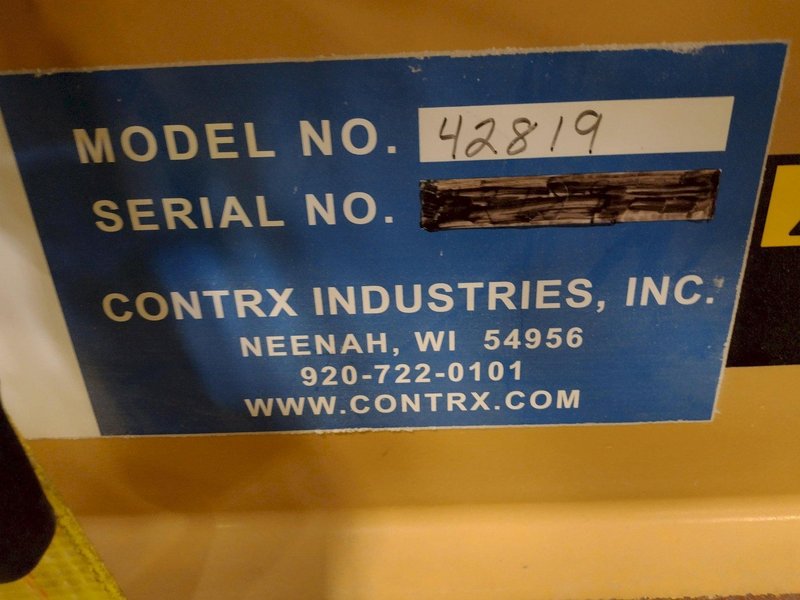 MODEL NO. 42819
SERIAL NO.
CONTRX INDUSTRIES, INC.
NEENAH, WI 54956
920-722-0101
WWW.CONTRX.COM